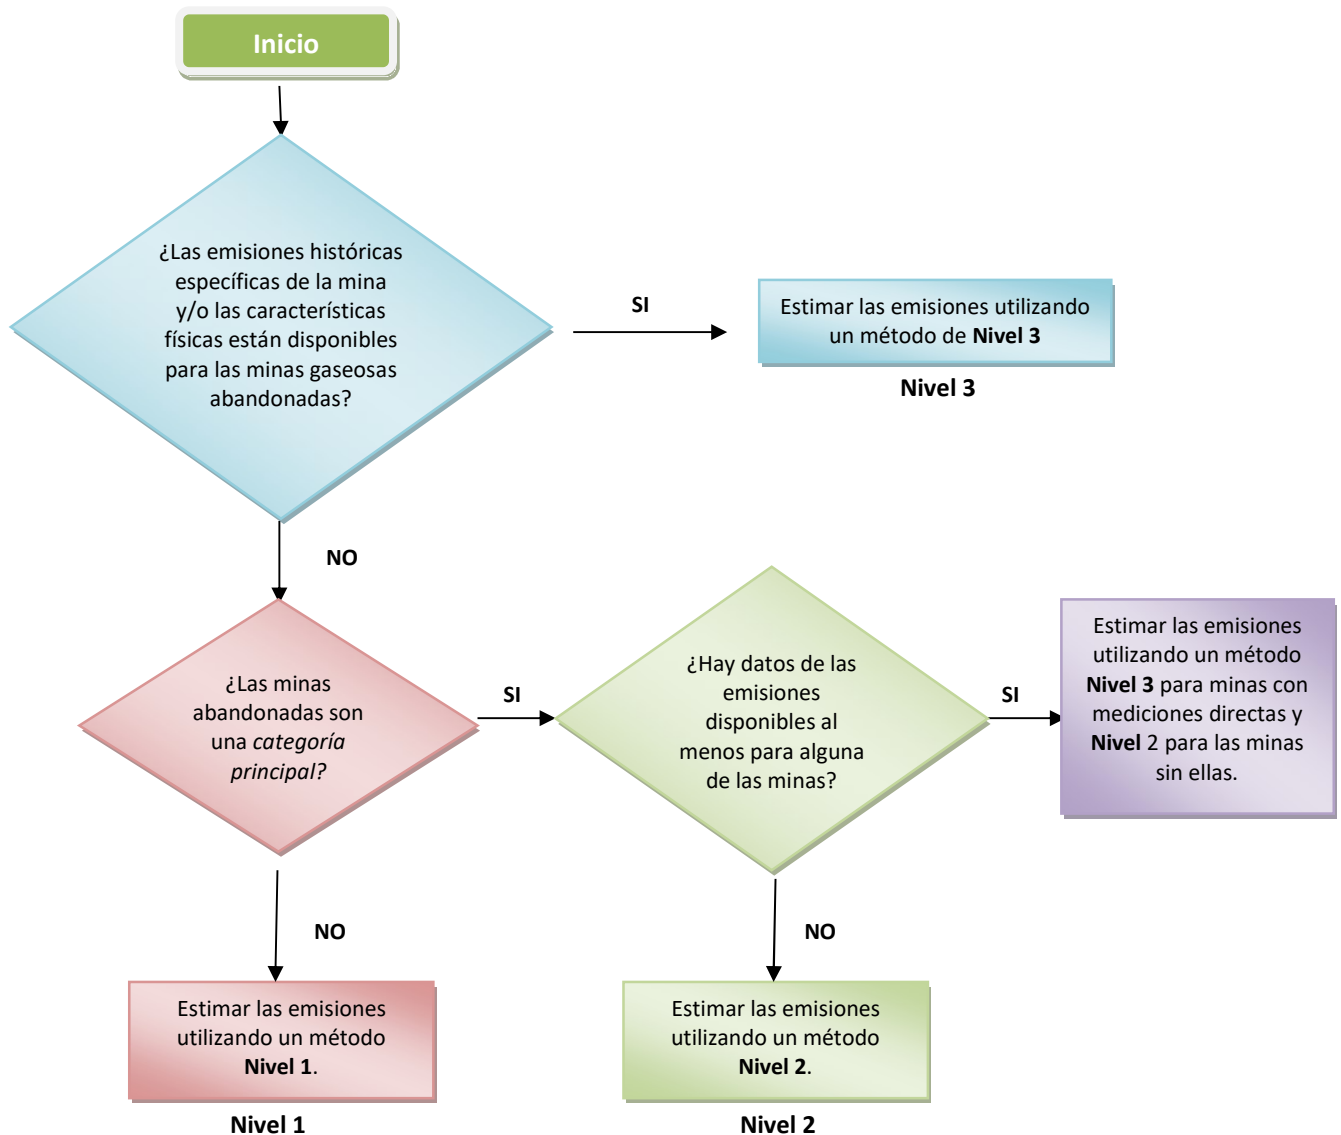 Inicio
¿Las emisiones históricas
específicas de la mina
y/o las características
físicas están disponibles
para las minas gaseosas
abandonadas?
SI
Estimar las emisiones utilizando
un método de Nivel 3
Nivel 3
NO
¿Las minas
abandonadas son
una categoría
principal?
SI
¿Hay datos de las
emisiones
disponibles al
menos para alguna
de las minas?
SI
Estimar las emisiones
utilizando un método
Nivel 3 para minas con
mediciones directas y
Nivel 2 para las minas
sin ellas.
NO
NO
Estimar las emisiones
utilizando un método
Nivel 1.
Nivel 1
Estimar las emisiones
utilizando un método
Nivel 2.
Nivel 2